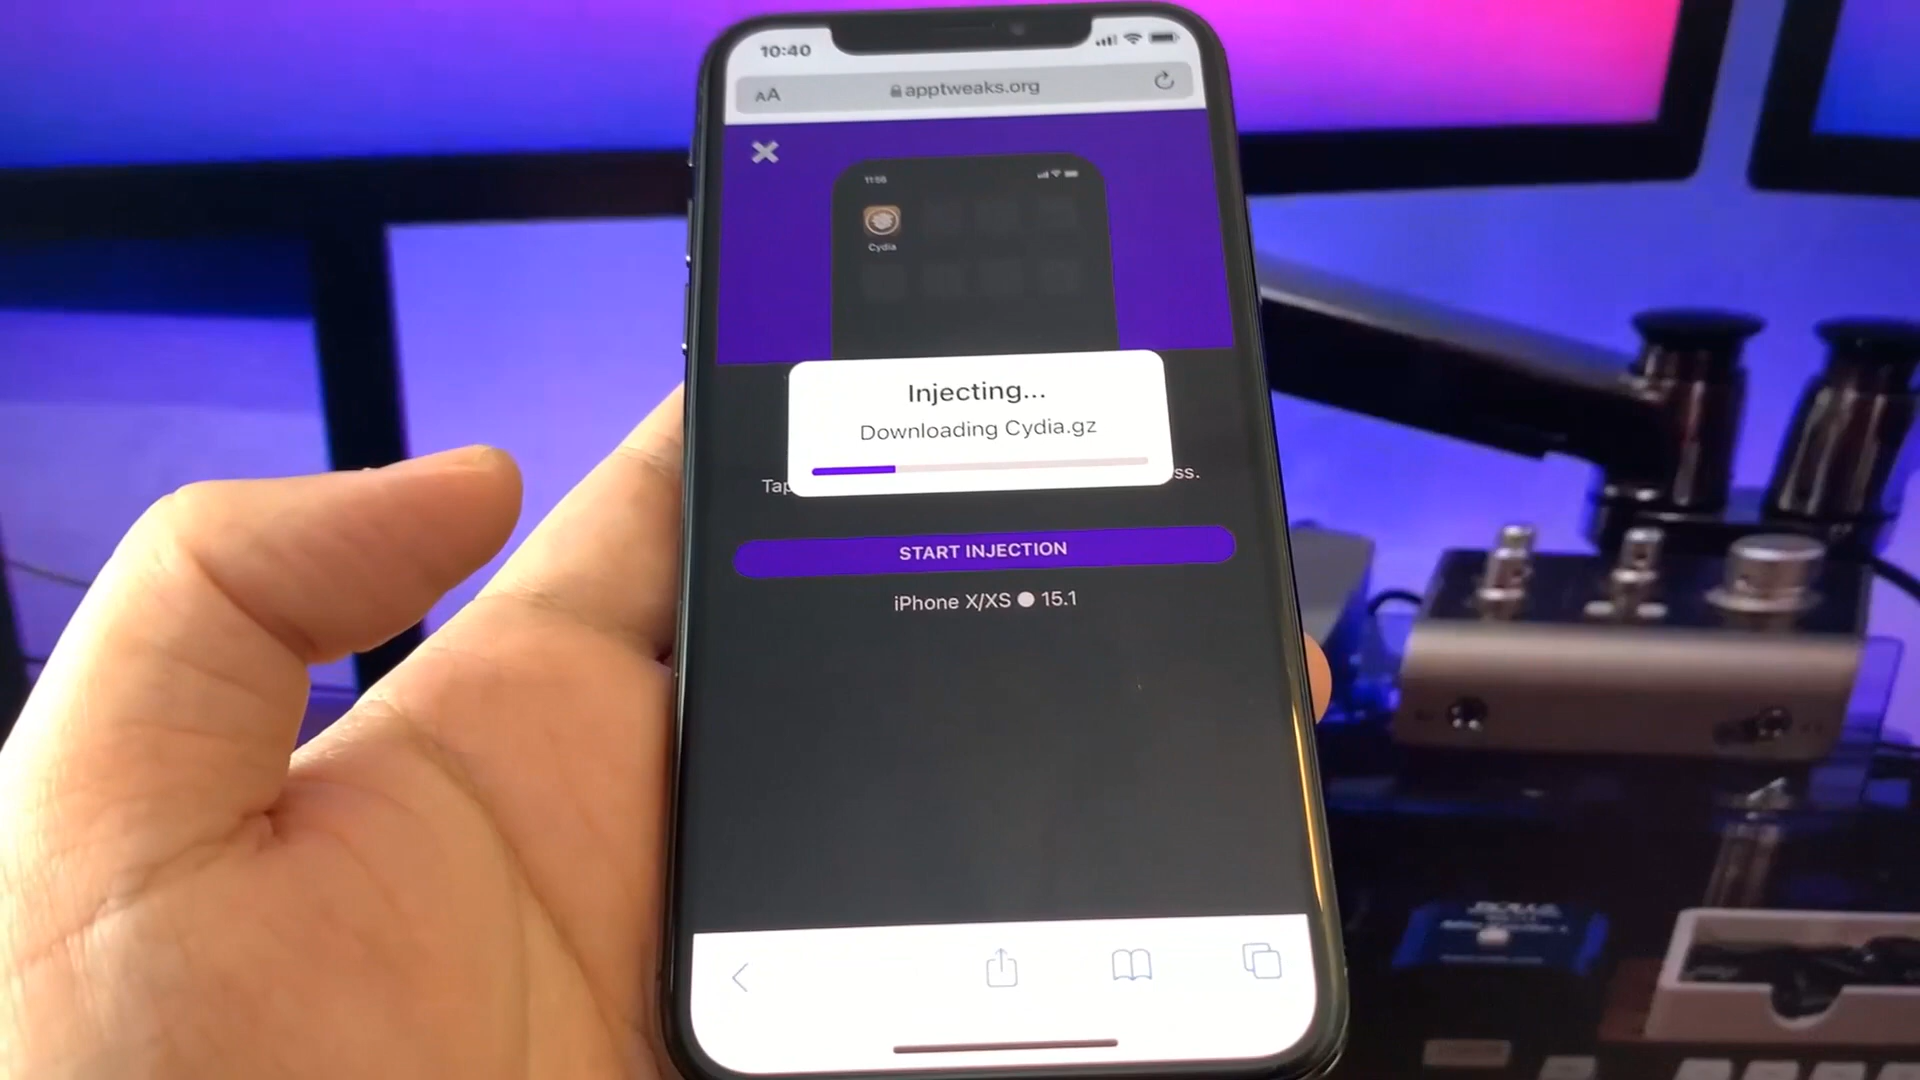 10:40
AA
apptweaks.org
11:56
Cydia
Injecting...
Downloading Cydia.gz
Tap
ss.
START INJECTION
iPhone X/XS ● 15.1